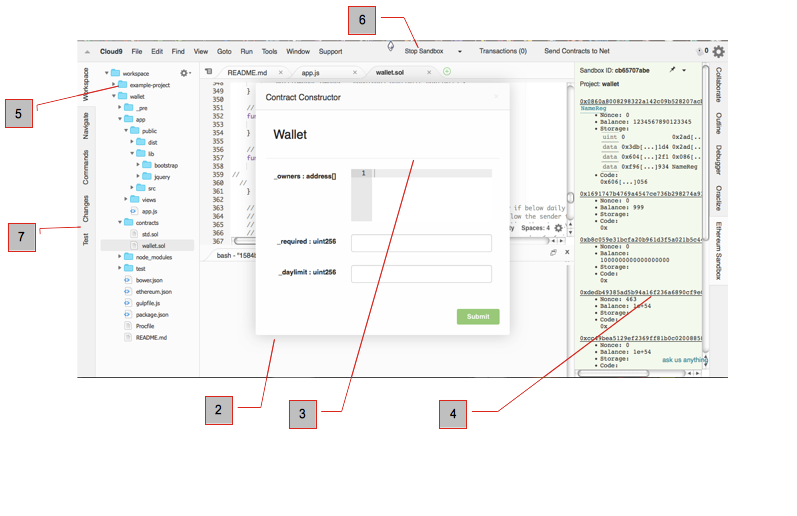 6
Cloud9 File Edit Find View Goto Run Tools Window Support Stop Sandbox Transactions (0) Send Contracts to Net 0
Workspace
Navigate
Commands
Changes
Test
workspace
example-project
wallet
_pre
app
public
dist
lib
bootstrap
jquery
src
views
app.js
contracts
std.sol
wallet.sol
node_modules
test
bower.json
ethereum.json
gulpfile.js
package.json
Procfile
README.md
README.md × app.js × wallet.sol ×
348
349 }
350
351 //
352 fu
353
354 }
355
356 //
357 fu
358
359 //
360 //
361 }
362
363 // r if below daily
364 // low the sender
365 //
366 //
367
Spaces: 4
bash - "1584b
Contract Constructor ×
Wallet
_owners : address[] 1
_required : uint256
_daylimit : uint256
Submit
Sandbox ID: cb65707abe
Project: wallet
0x0860a8008298322a142c09b528207ac
NameReg
• Nonce: 0
• Balance: 1234567890123345
• Storage:
uint 0 0x2ad[..
data 0x3db[...]1d4 0x2ad[..
data 0x604[...]2f1 0x086[..
data 0xf96[...]934 NameReg
• Code:
0x606[...]056
0x1691747b4769a4547ce736b298274a9
• Nonce: 0
• Balance: 999
• Storage:
• Code:
0x
0xb8c059e31bcfa20b961d3f5a021b5c4
• Nonce: 0
• Balance:
1000000000000000000
• Storage:
• Code:
0x
0xdedb49385ad5b94a16f236a6890cf9e
• Nonce: 463
• Balance: 1e+54
• Storage:
• Code:
0x
0xcc49bea5129ef2369ff81b0c0200885
• Nonce: 0
• Balance: 1e+54
• Storage:
• Code:
ask us anything
Collaborate
Outline
Debugger
Ethereum Sandbox
5
7
2
3
4